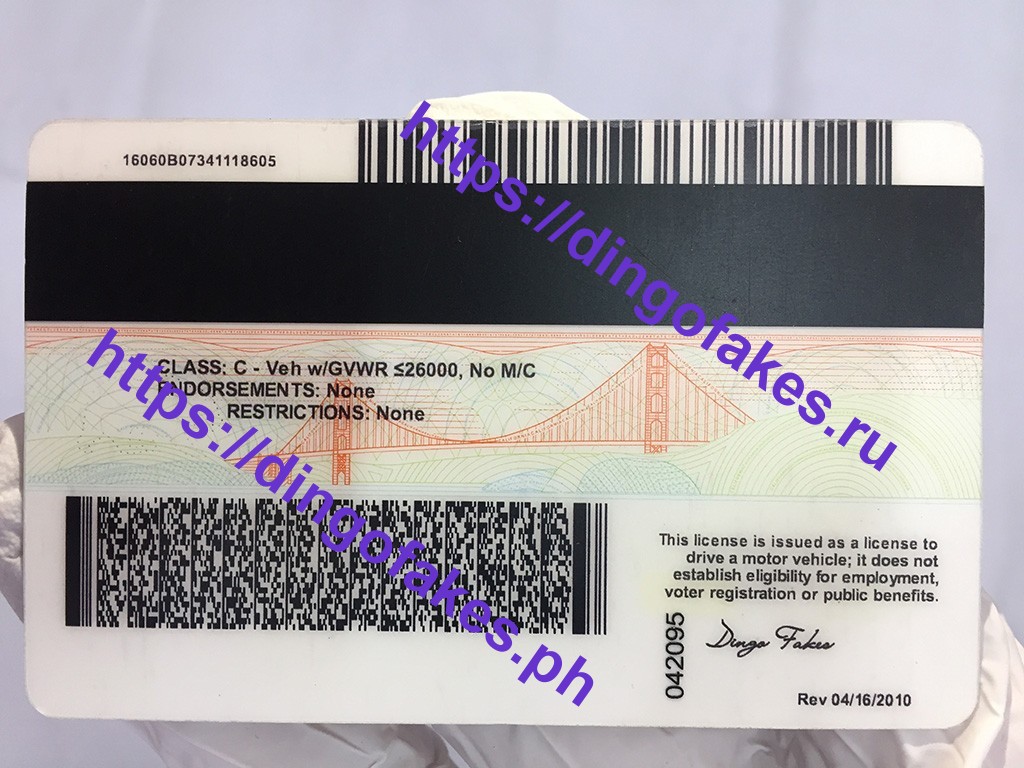 16060B07341118605
https://dingofakes.ru
CLASS: C - Veh w/GVWR ≤26000, No M/C
ENDORSEMENTS: None
RESTRICTIONS: None
https://dingofakes.ph
This license is issued as a license to
drive a motor vehicle; it does not
establish eligibility for employment,
voter registration or public benefits.
042095
Dingo Fakes
Rev 04/16/2010